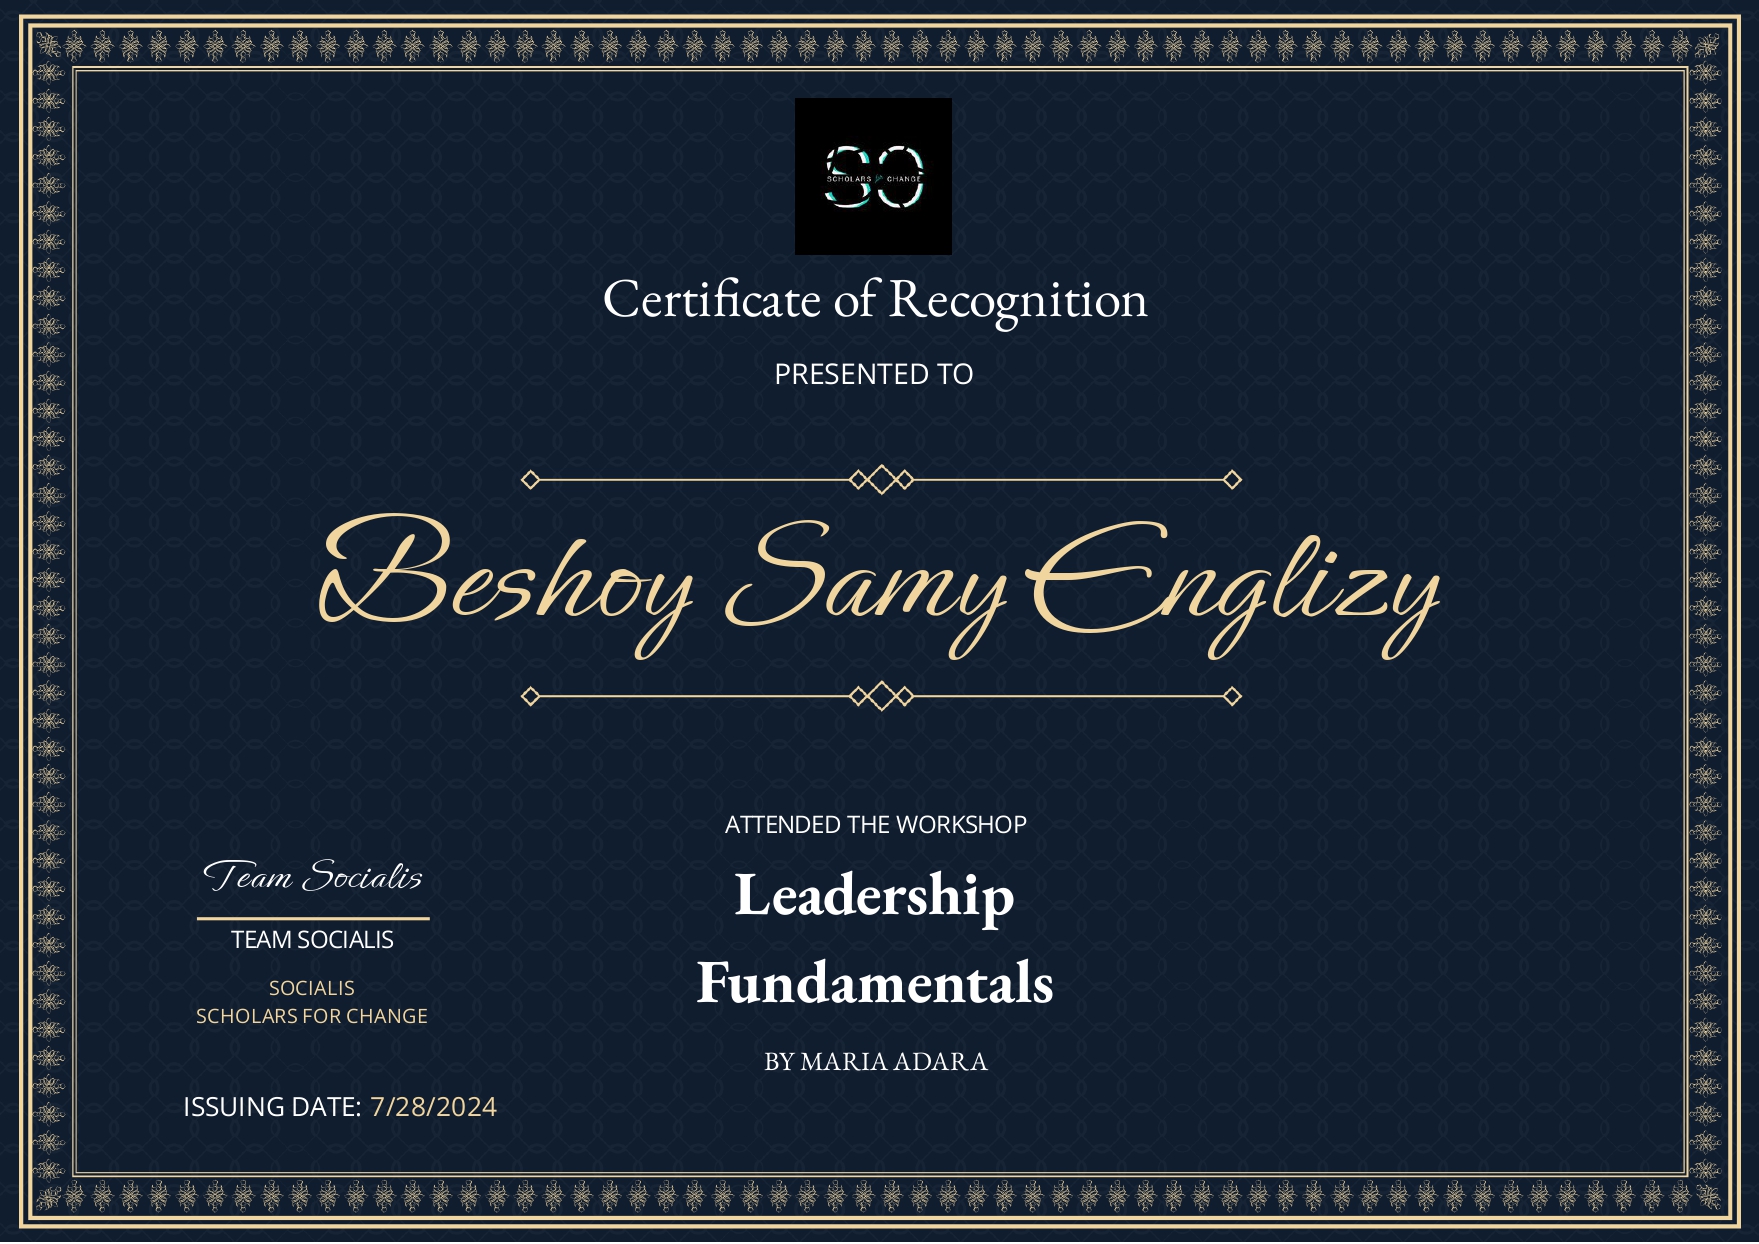 SCHOLARS for CHANGE
Certificate of Recognition
PRESENTED TO
Beshoy Samy Englizy
ATTENDED THE WORKSHOP
Leadership
Fundamentals
BY MARIA ADARA
Team Socialis
TEAM SOCIALIS
SOCIALIS
SCHOLARS FOR CHANGE
ISSUING DATE: 7/28/2024